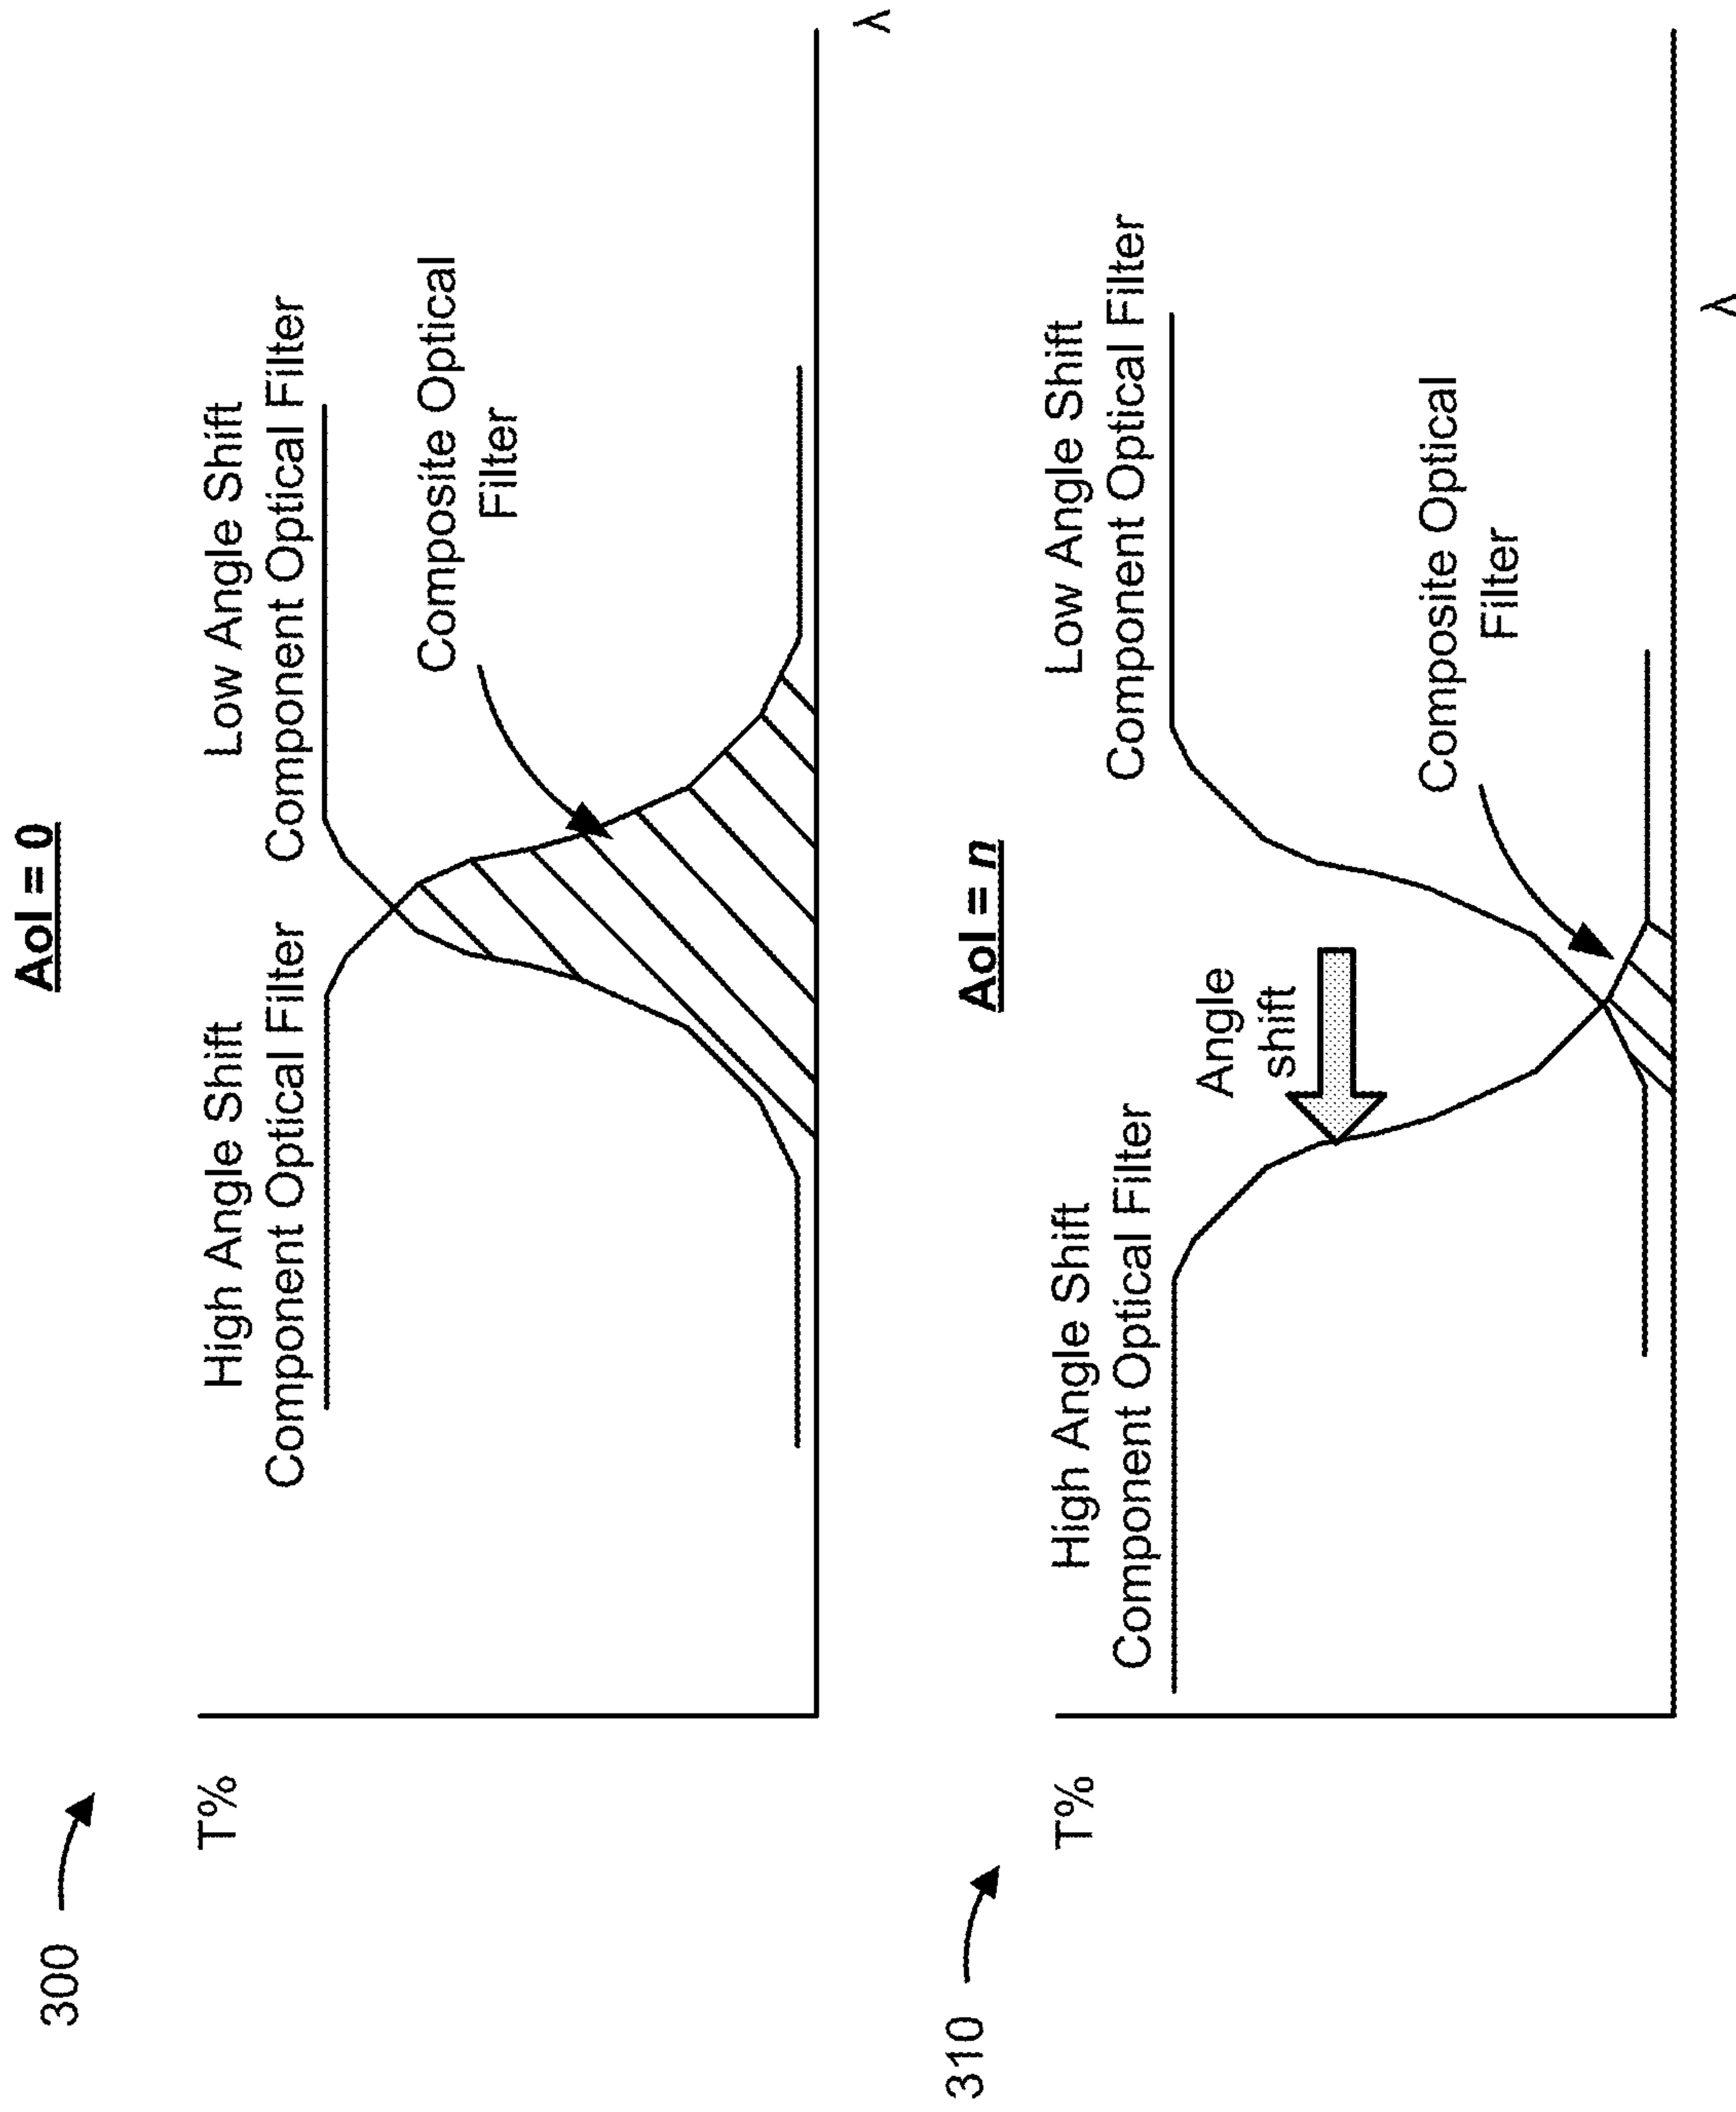 300
AoI = 0
T%
High Angle Shift
Component Optical Filter
Low Angle Shift
Component Optical Filter
Composite Optical
Filter
λ
310
AoI = n
T%
High Angle Shift
Component Optical Filter
Angle
shift
Low Angle Shift
Component Optical Filter
Composite Optical
Filter
λ